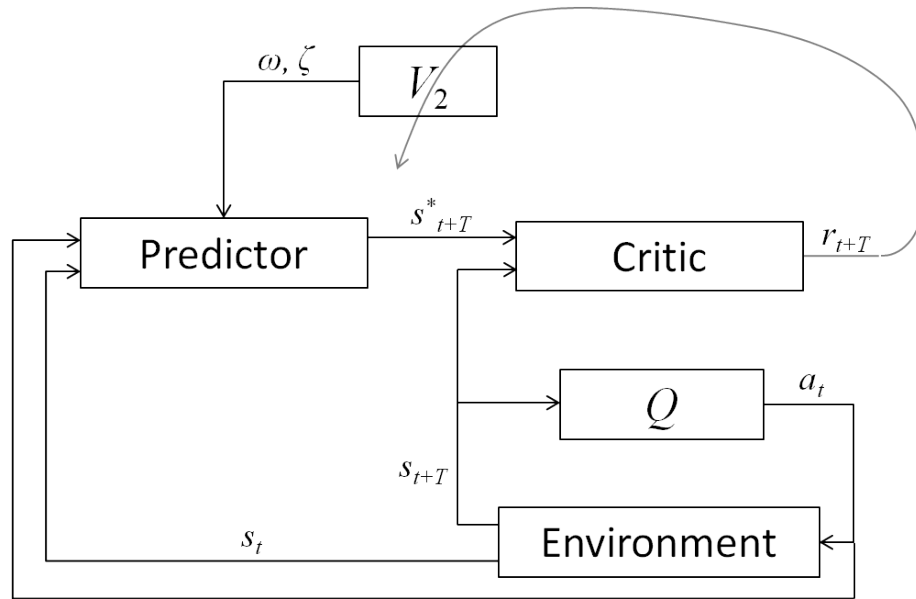 ω, ζ
V₂
Predictor
s*ₜ₊T
Critic
rₜ₊T
Q
aₜ
sₜ₊T
Environment
sₜ